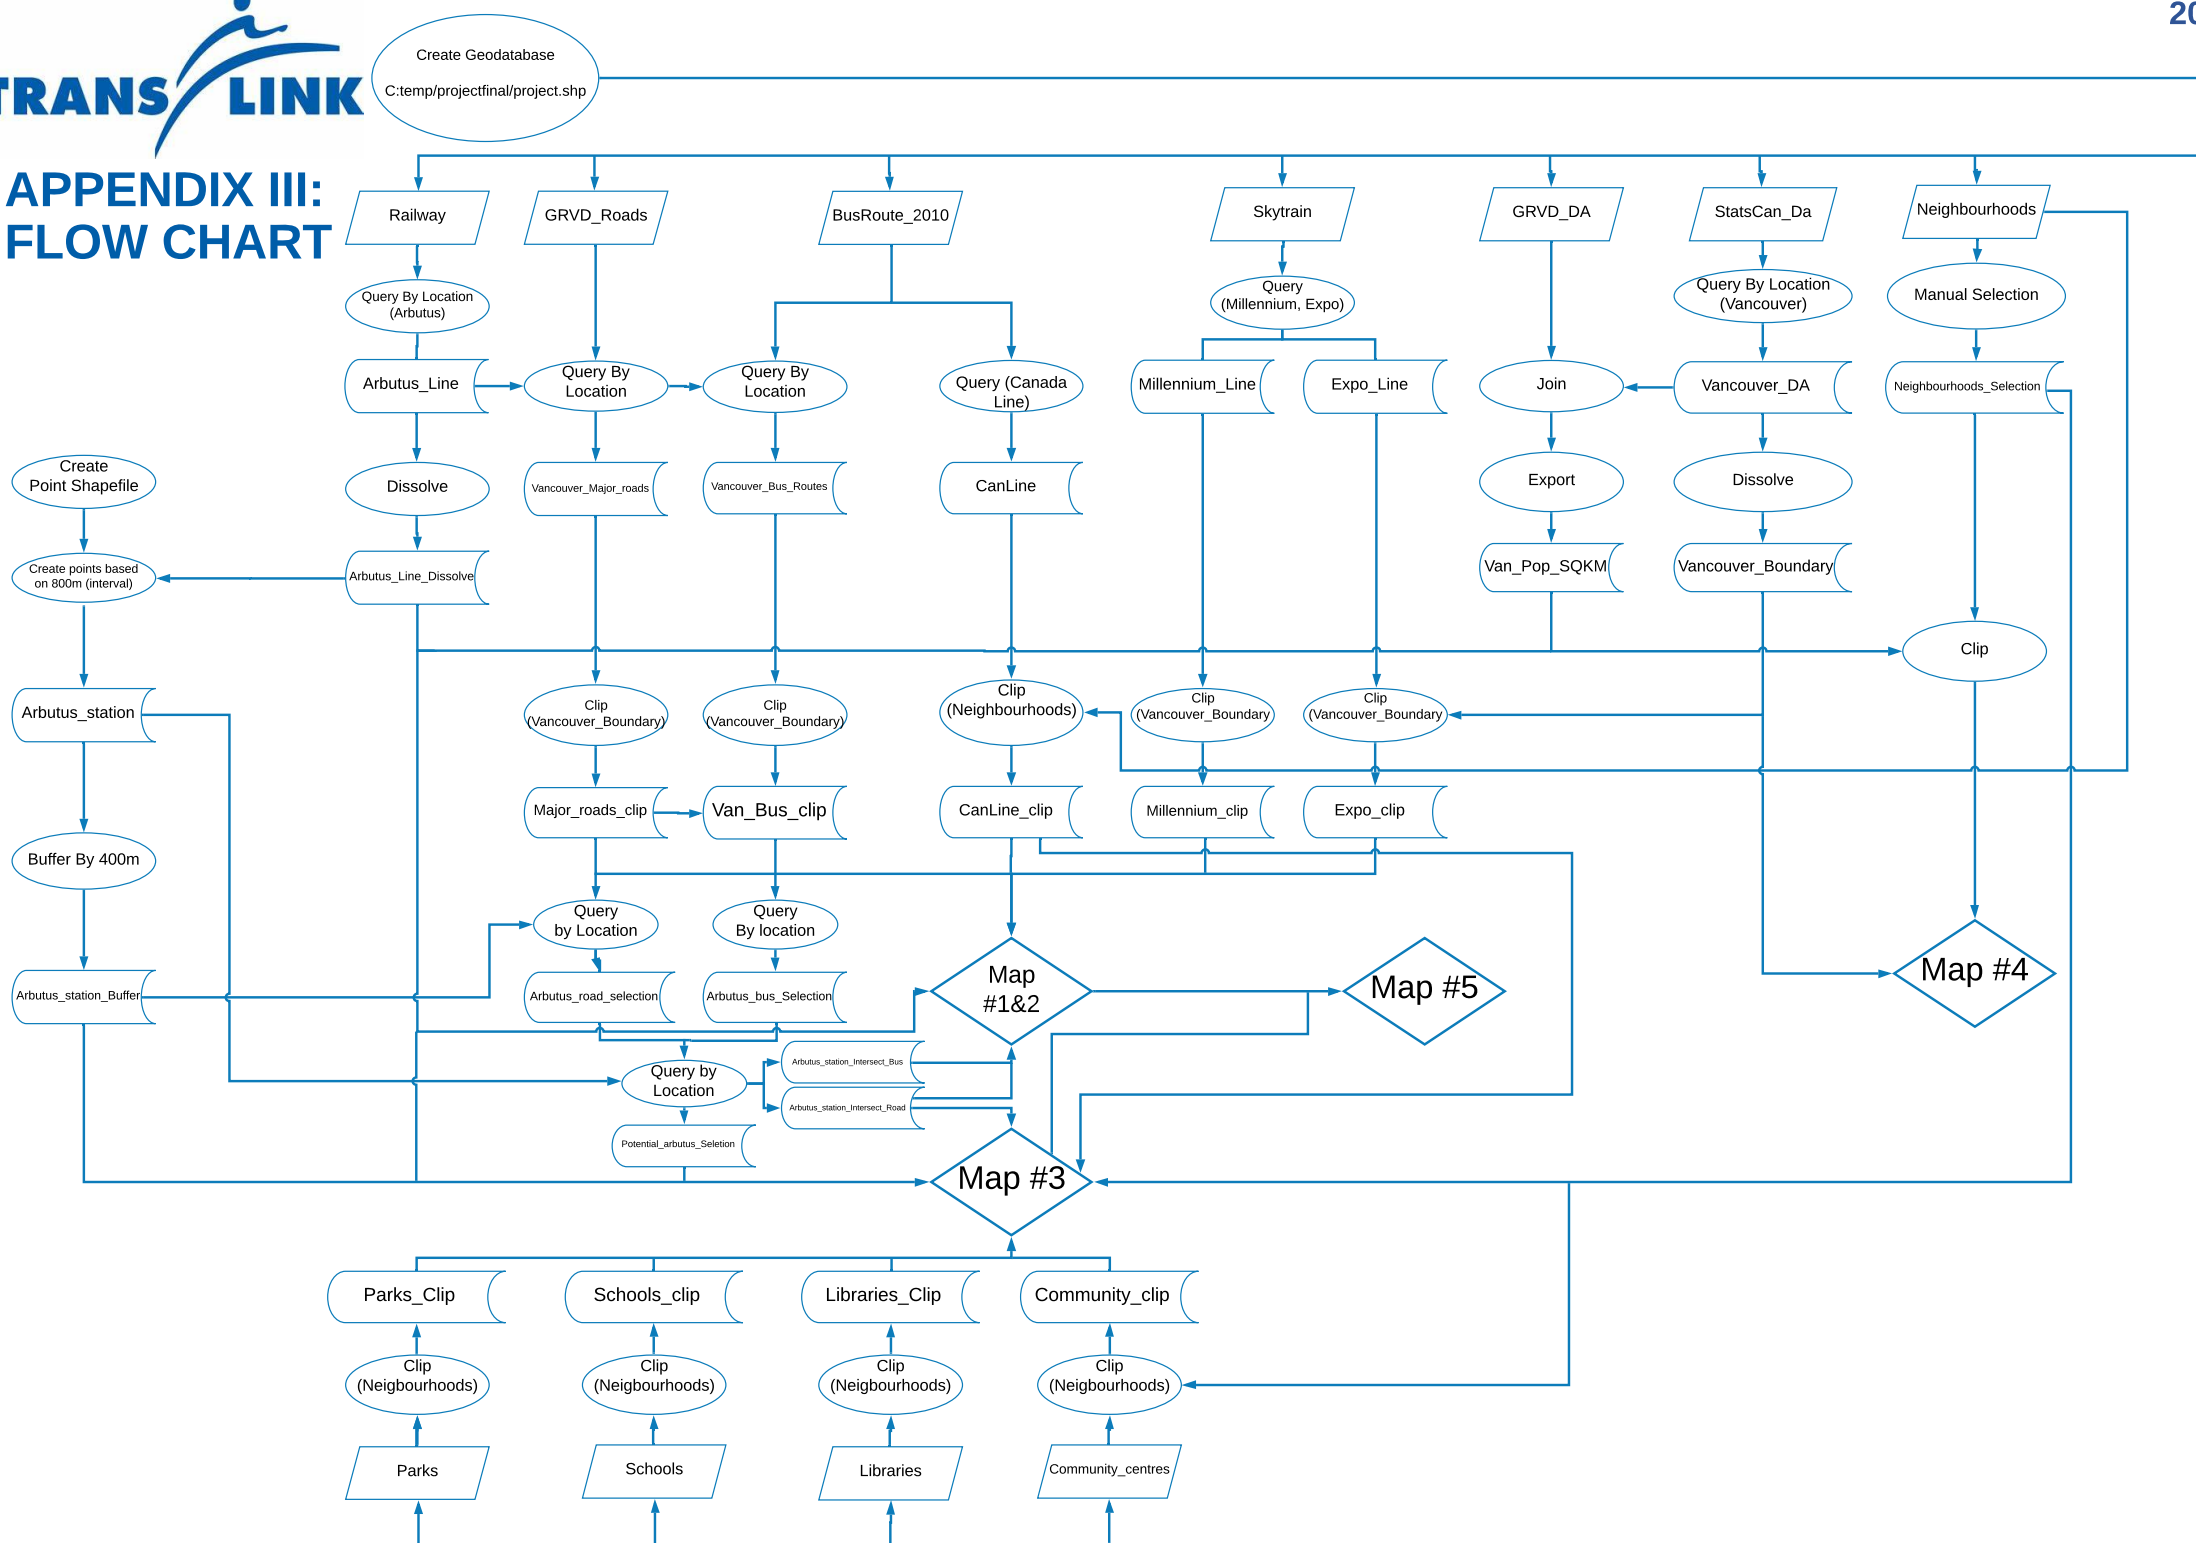 20
TRANS LINK
Create Geodatabase
C:temp/projectfinal/project.shp
APPENDIX III:
FLOW CHART
Railway
GRVD_Roads
BusRoute_2010
Skytrain
GRVD_DA
StatsCan_Da
Neighbourhoods
Query By Location
(Arbutus)
Query
(Millennium, Expo)
Query By Location
(Vancouver)
Manual Selection
Arbutus_Line
Query By
Location
Query By
Location
Query (Canada
Line)
Millennium_Line
Expo_Line
Join
Vancouver_DA
Neighbourhoods_Selection
Create
Point Shapefile
Dissolve
Vancouver_Major_roads
Vancouver_Bus_Routes
CanLine
Export
Dissolve
Create points based
on 800m (interval)
Arbutus_Line_Dissolve
Van_Pop_SQKM
Vancouver_Boundary
Clip
Arbutus_station
Clip
(Vancouver_Boundary)
Clip
(Vancouver_Boundary)
Clip
(Neighbourhoods)
Clip
(Vancouver_Boundary
Clip
(Vancouver_Boundary
Major_roads_clip
Van_Bus_clip
CanLine_clip
Millennium_clip
Expo_clip
Buffer By 400m
Query
by Location
Query
By location
Map
#1&2
Map #5
Map #4
Arbutus_station_Buffer
Arbutus_road_selection
Arbutus_bus_Selection
Query by
Location
Arbutus_station_Intersect_Bus
Arbutus_station_Intersect_Road
Potential_arbutus_Seletion
Map #3
Parks_Clip
Schools_clip
Libraries_Clip
Community_clip
Clip
(Neigbourhoods)
Clip
(Neigbourhoods)
Clip
(Neigbourhoods)
Clip
(Neigbourhoods)
Parks
Schools
Libraries
Community_centres